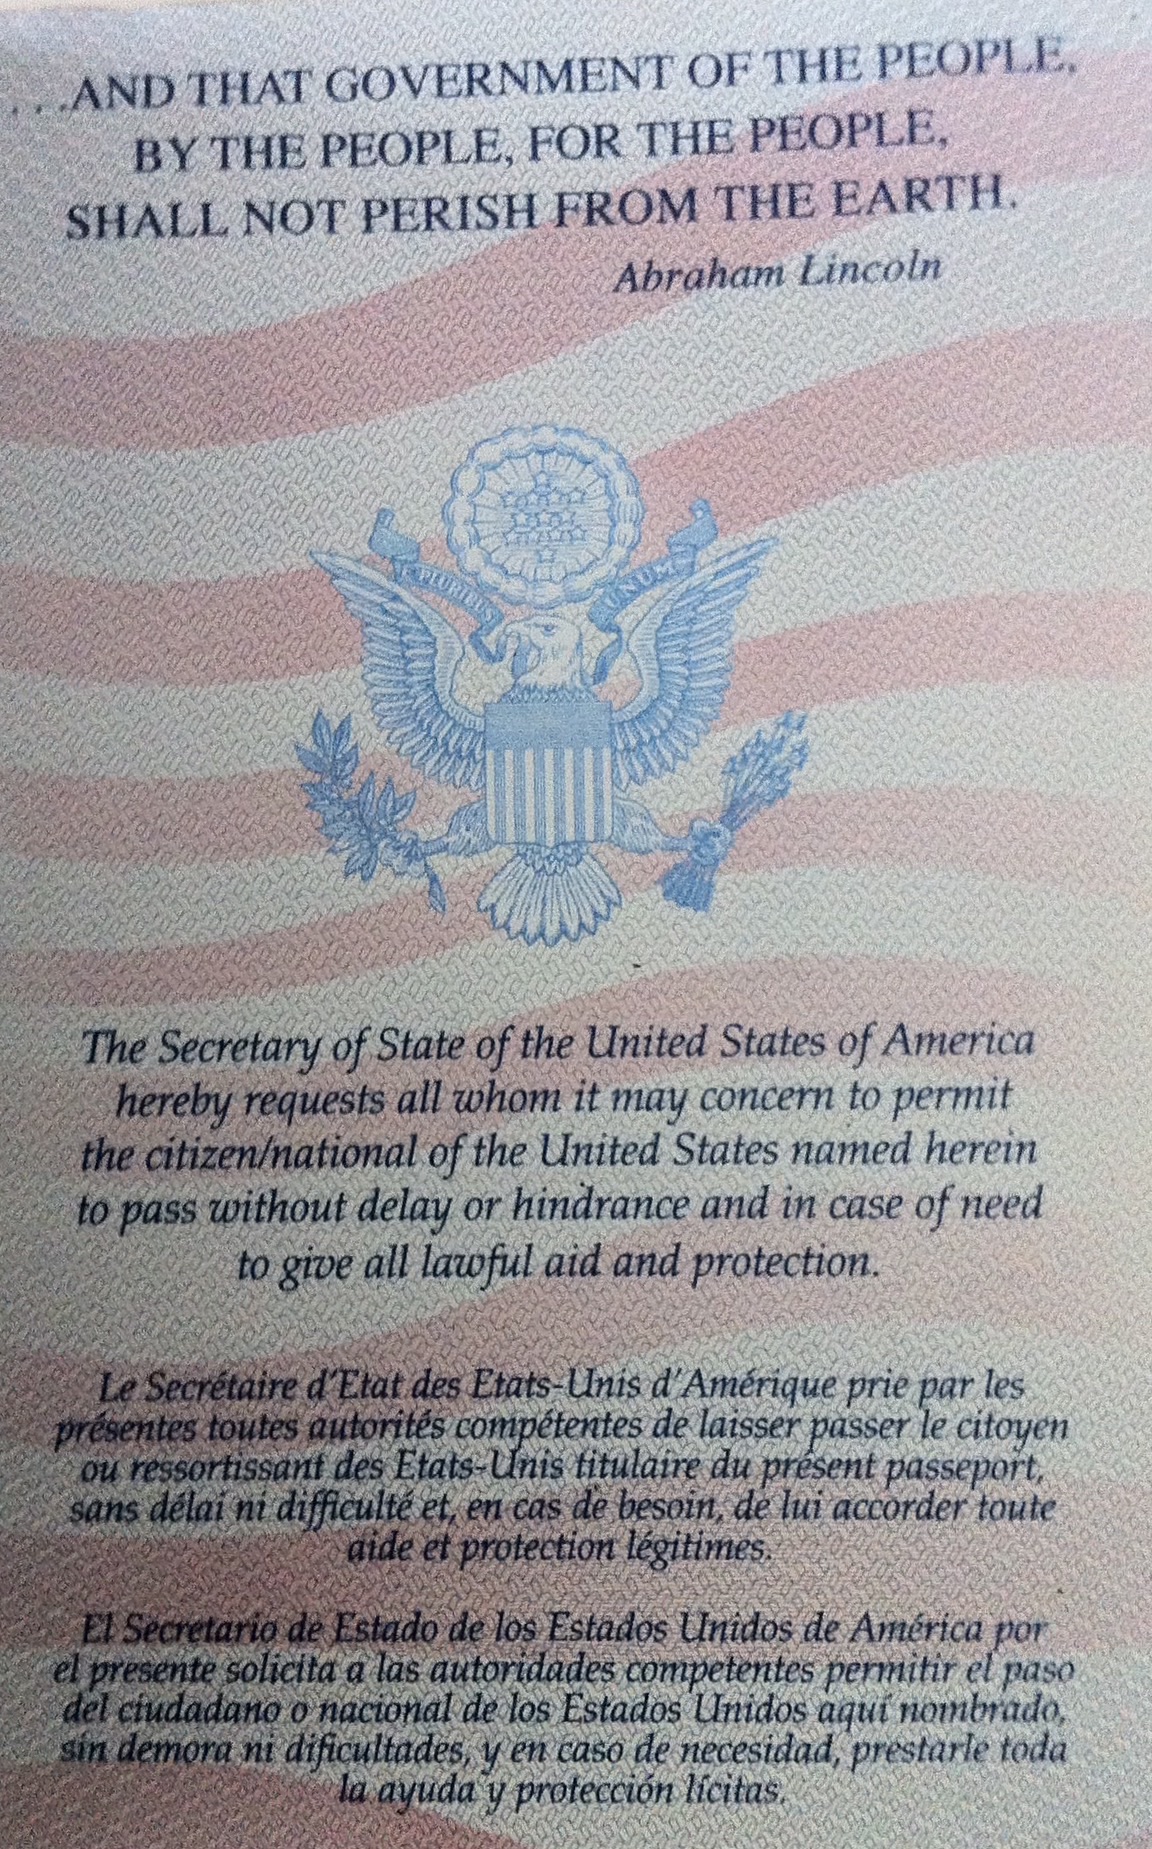 ...AND THAT GOVERNMENT OF THE PEOPLE,
BY THE PEOPLE, FOR THE PEOPLE,
SHALL NOT PERISH FROM THE EARTH.
Abraham Lincoln
PLURIBUS UNUM
The Secretary of State of the United States of America
hereby requests all whom it may concern to permit
the citizen/national of the United States named herein
to pass without delay or hindrance and in case of need
to give all lawful aid and protection.
Le Secrétaire d'Etat des Etats-Unis d'Amérique prie par les
présentes toutes autorités compétentes de laisser passer le citoyen
ou ressortissant des Etats-Unis titulaire du présent passeport,
sans délai ni difficulté et, en cas de besoin, de lui accorder toute
aide et protection légitimes.
El Secretario de Estado de los Estados Unidos de América por
el presente solicita a las autoridades competentes permitir el paso
del ciudadano o nacional de los Estados Unidos aquí nombrado,
sin demora ni dificultades, y en caso de necesidad, prestarle toda
la ayuda y protección lícitas.